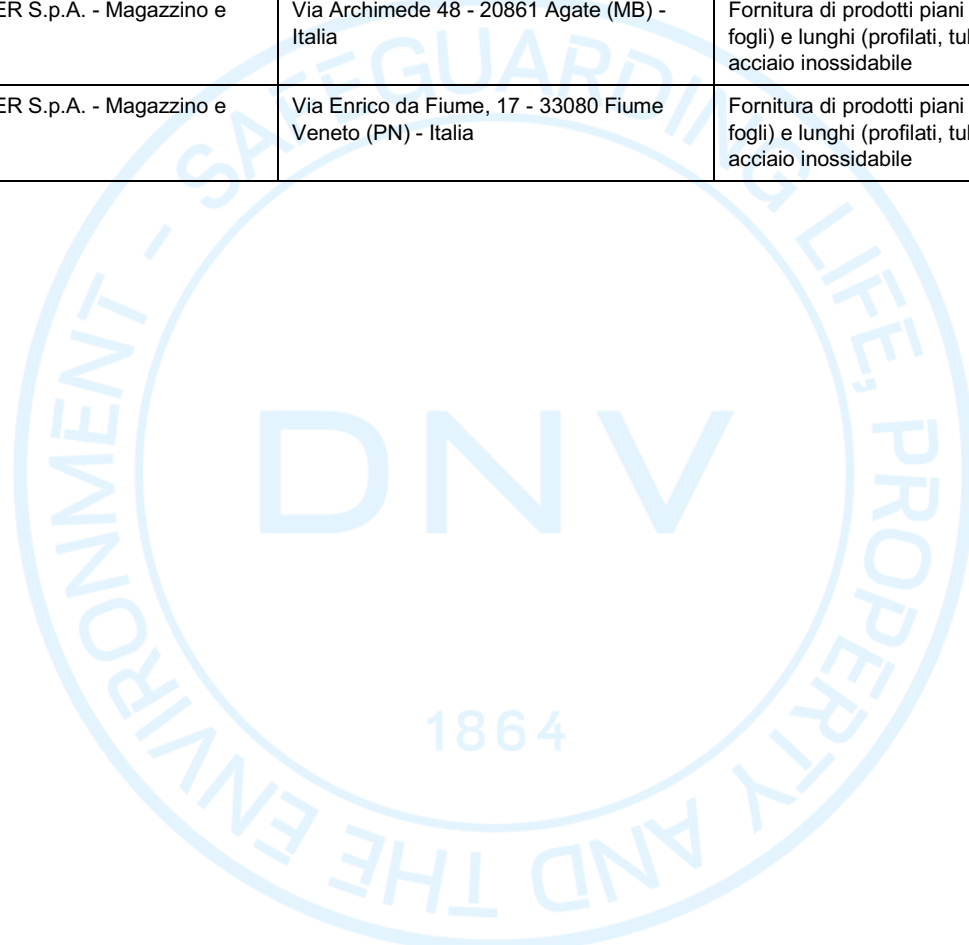 ER S.p.A. - Magazzino e
Via Archimede 48 - 20861 Agate (MB) -
Italia
Fornitura di prodotti piani
fogli) e lunghi (profilati,
acciaio inossidabile
ER S.p.A. - Magazzino e
Via Enrico da Fiume, 17 - 33080 Fiume
Veneto (PN) - Italia
Fornitura di prodotti piani
fogli) e lunghi (profilati,
acciaio inossidabile
SAFEGUARDING LIFE, PROPERTY AND THE ENVIRONMENT -
DNV
1864